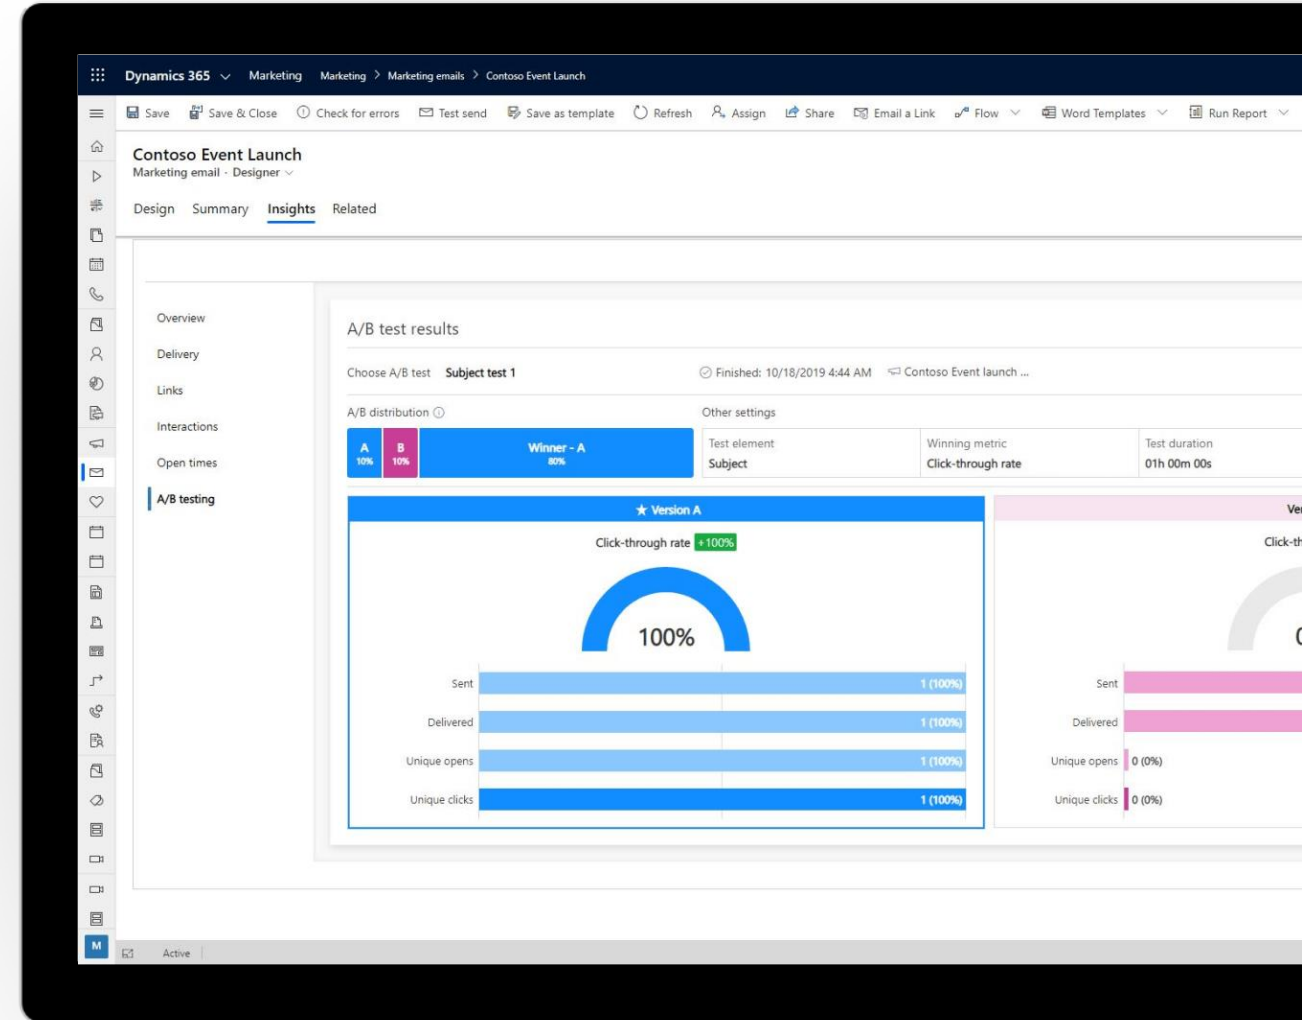 Dynamics 365 Marketing Marketing > Marketing emails > Contoso Event Launch
Save Save & Close Check for errors Test send Save as template Refresh Assign Share Email a Link Flow Word Templates Run Report
Contoso Event Launch
Marketing email · Designer
Design Summary Insights Related
Overview
Delivery
Links
Interactions
Open times
A/B testing
A/B test results
Choose A/B test Subject test 1 Finished: 10/18/2019 4:44 AM Contoso Event launch ...
A/B distribution Other settings
A 10%
B 10%
Winner - A 80%
Test element
Subject
Winning metric
Click-through rate
Test duration
01h 00m 00s
★ Version A
Click-through rate +100%
100%
Sent 1 (100%)
Delivered 1 (100%)
Unique opens 1 (100%)
Unique clicks 1 (100%)
Sent
Delivered
Unique opens 0 (0%)
Unique clicks 0 (0%)
M Active